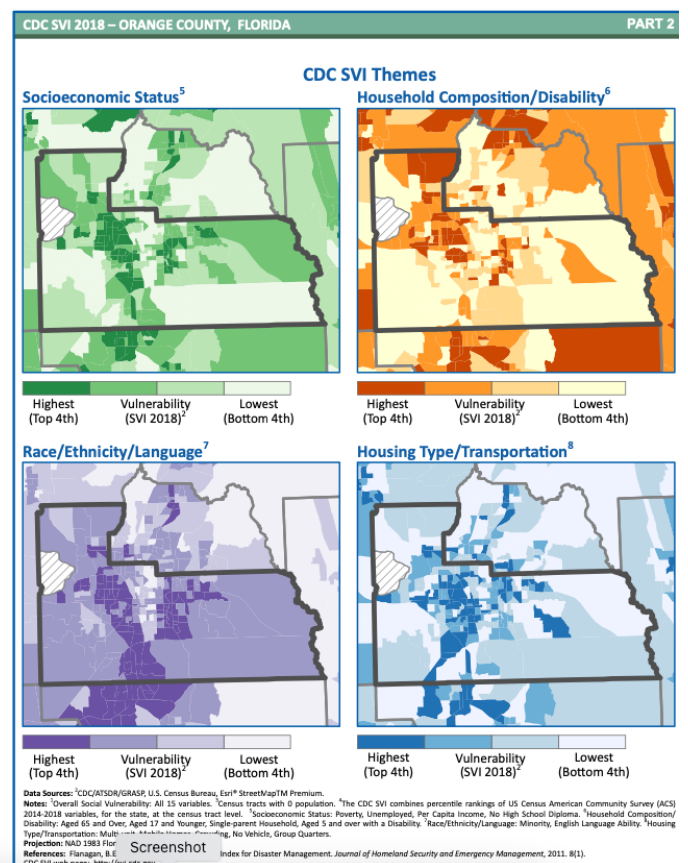 CDC SVI 2018 – ORANGE COUNTY, FLORIDA PART 2
CDC SVI Themes
Socioeconomic Status⁵
Household Composition/Disability⁶
Highest (Top 4th)
Vulnerability (SVI 2018)²
Lowest (Bottom 4th)
Highest (Top 4th)
Vulnerability (SVI 2018)²
Lowest (Bottom 4th)
Race/Ethnicity/Language⁷
Housing Type/Transportation⁸
Highest (Top 4th)
Vulnerability (SVI 2018)²
Lowest (Bottom 4th)
Highest (Top 4th)
Vulnerability (SVI 2018)²
Lowest (Bottom 4th)
Data Sources: ²CDC/ATSDR/GRASP, U.S. Census Bureau, Esri® StreetMapTM Premium.
Notes: ¹Overall Social Vulnerability: All 15 variables. ³Census tracts with 0 population. ⁴The CDC SVI combines percentile rankings of US Census American Community Survey (ACS)
2014-2018 variables, for the state, at the census tract level. ⁵Socioeconomic Status: Poverty, Unemployed, Per Capita Income, No High School Diploma. ⁶Household Composition/
Disability: Aged 65 and Over, Aged 17 and Younger, Single-parent Household, Aged 5 and over with a Disability. ⁷Race/Ethnicity/Language: Minority, English Language Ability. ⁸Housing
Type/Transportation: No Vehicle, Group Quarters.
Projection: NAD 1983
References: Flanagan, B.E. Index for Disaster Management. Journal of Homeland Security and Emergency Management, 2011. 8(1).
Screenshot